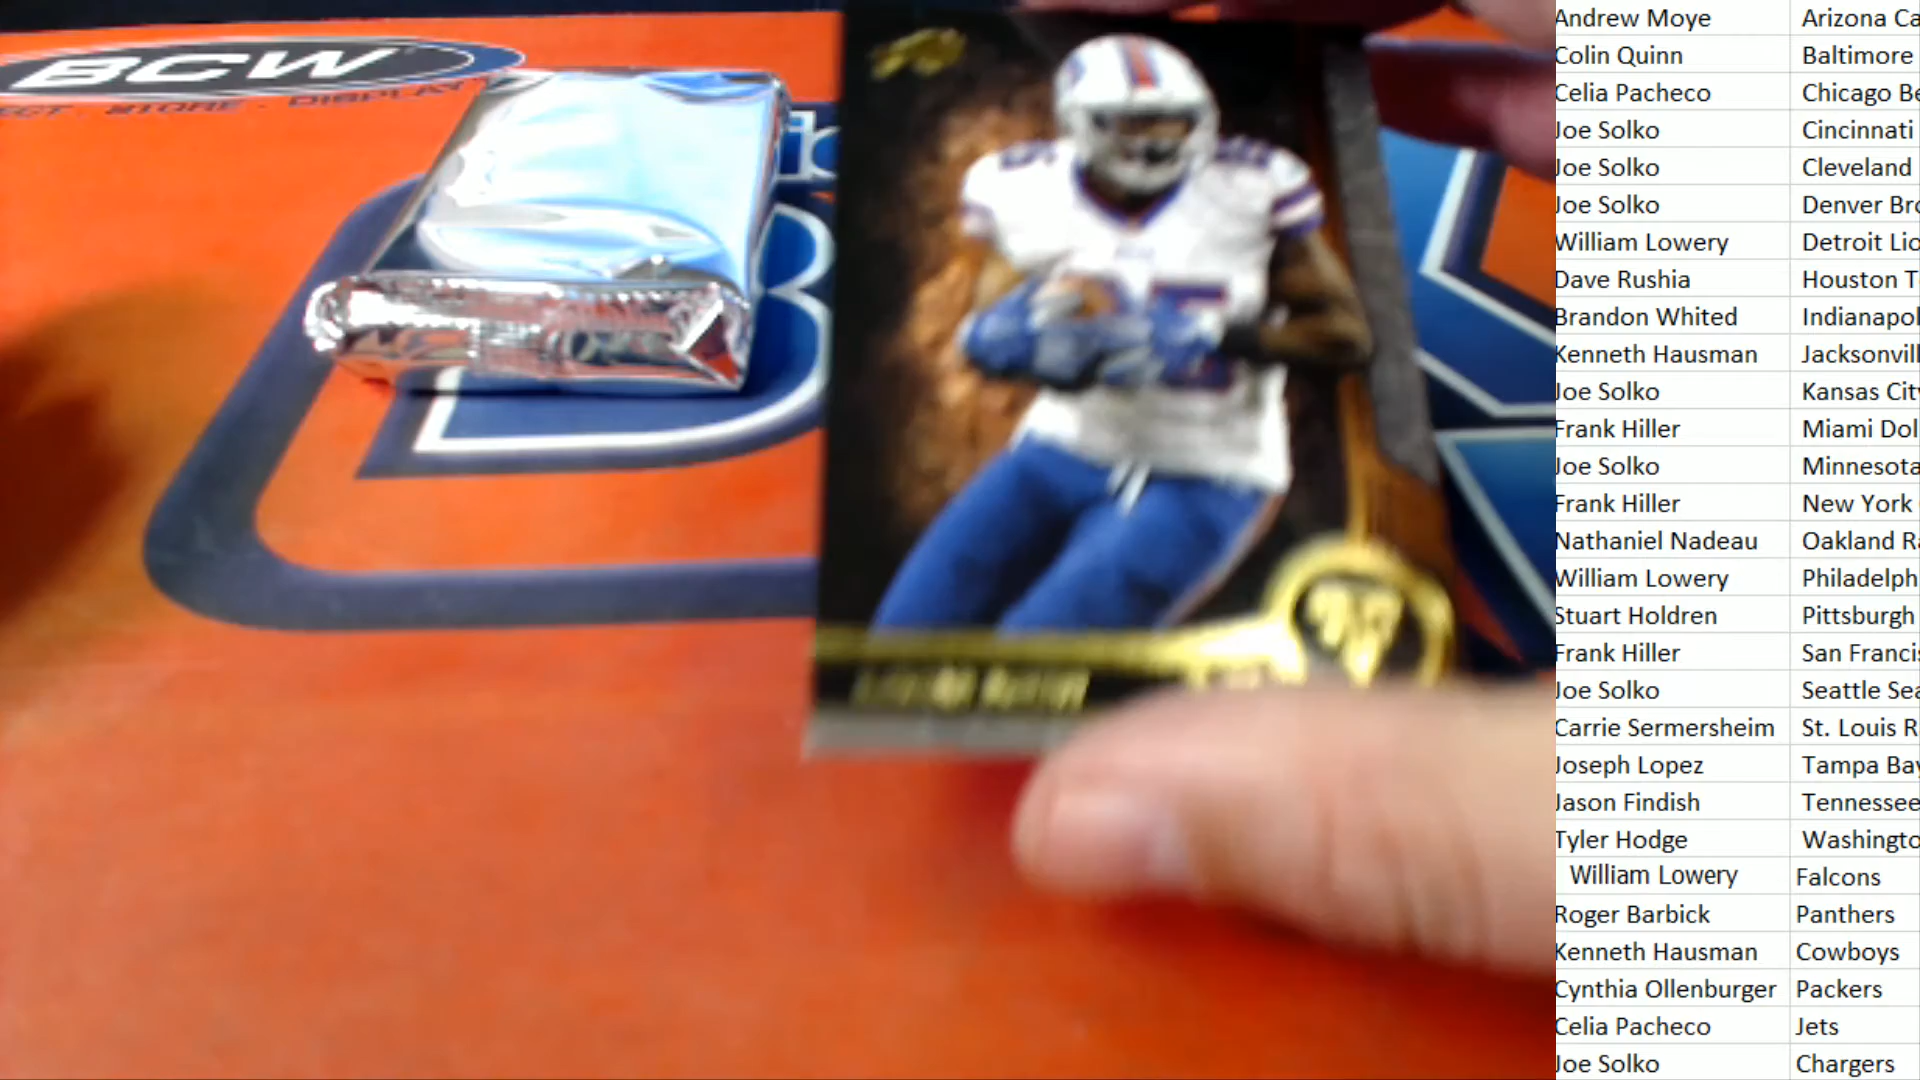 BCW
ECT · STORE · DISPLAY
Andrew Moye Arizona Ca
Colin Quinn Baltimore
Celia Pacheco Chicago Be
Joe Solko Cincinnati
Joe Solko Cleveland
Joe Solko Denver Bro
William Lowery Detroit Lio
Dave Rushia Houston T
Brandon Whited Indianapol
Kenneth Hausman Jacksonvill
Joe Solko Kansas City
Frank Hiller Miami Dol
Joe Solko Minnesota
Frank Hiller New York
Nathaniel Nadeau Oakland Ra
William Lowery Philadelph
Stuart Holdren Pittsburgh
Frank Hiller San Francis
Joe Solko Seattle Sea
Carrie Sermersheim St. Louis R
Joseph Lopez Tampa Bay
Jason Findish Tennessee
Tyler Hodge Washingto
William Lowery Falcons
Roger Barbick Panthers
Kenneth Hausman Cowboys
Cynthia Ollenburger Packers
Celia Pacheco Jets
Joe Solko Chargers